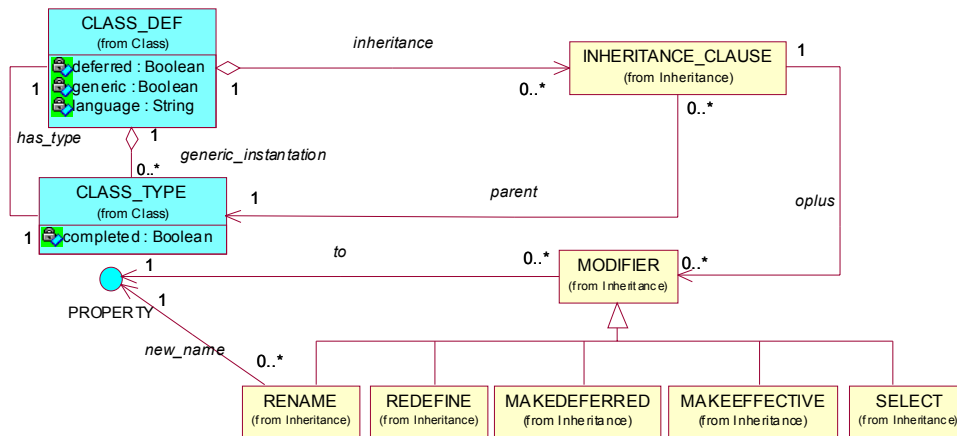 CLASS_DEF
(from Class)
deferred : Boolean
generic : Boolean
language : String
inheritance
1
0..*
INHERITANCE_CLAUSE
(from Inheritance)
1
0..*
1
has_type
1
0..*
generic_instantation
CLASS_TYPE
(from Class)
completed : Boolean
1
1
parent
oplus
to
1
0..*
MODIFIER
(from Inheritance)
0..*
PROPERTY
1
new_name
0..*
RENAME
(from Inheritance)
REDEFINE
(from Inheritance)
MAKEDEFERRED
(from Inheritance)
MAKEEFFECTIVE
(from Inheritance)
SELECT
(from Inheritance)